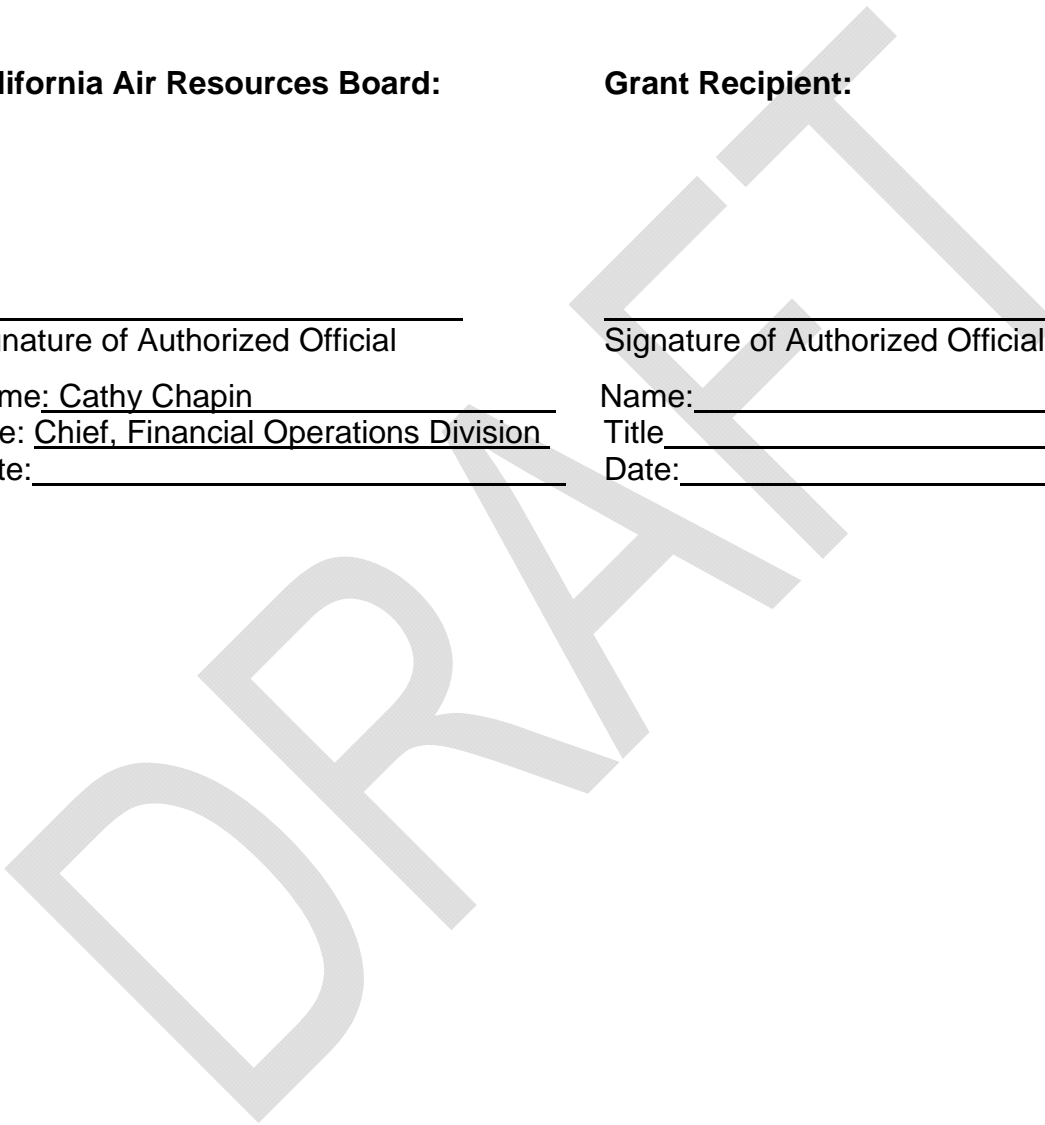 lifornia Air Resources Board: Grant Recipient:
nature of Authorized Official Signature of Authorized Official
me: Cathy Chapin Name:
e: Chief, Financial Operations Division Title
te: Date:
DRAFT